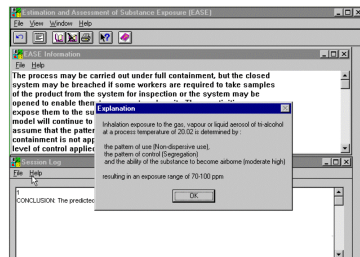 Estimation and Assessment of Substance Exposure (EASE)
File View Window Help
EASE Information
File Help
The process may be carried out under full containment, but the closed
system may be breached if some workers are required to take samples
of the product from the system for inspection or the system may be
opened to enable them
expose them to the su
model will continue to
assume that the patter
containment is not app
level of control applie
Explanation
Inhalation exposure to the gas, vapour or liquid aerosol of tri-alcohol
at a process temperature of 20.02 is determined by :
the pattern of use (Non-dispersive use),
the pattern of control (Segregation)
and the ability of the substance to become airborne (moderate high)
resulting in an exposure range of 70-100 ppm
OK
Session Log
File Help
1
CONCLUSION: The predicted